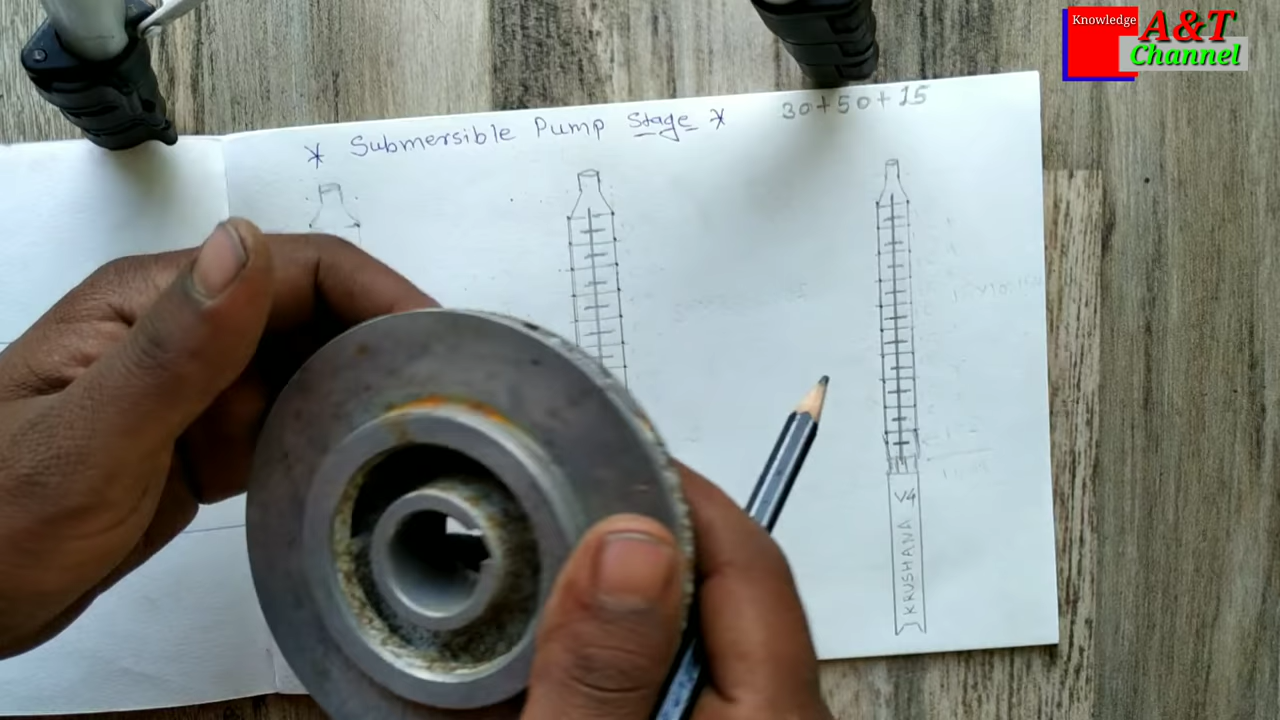 Knowledge
A&T
Channel
* Submersible Pump Stage *
30+50+15
KRUSHANA V4